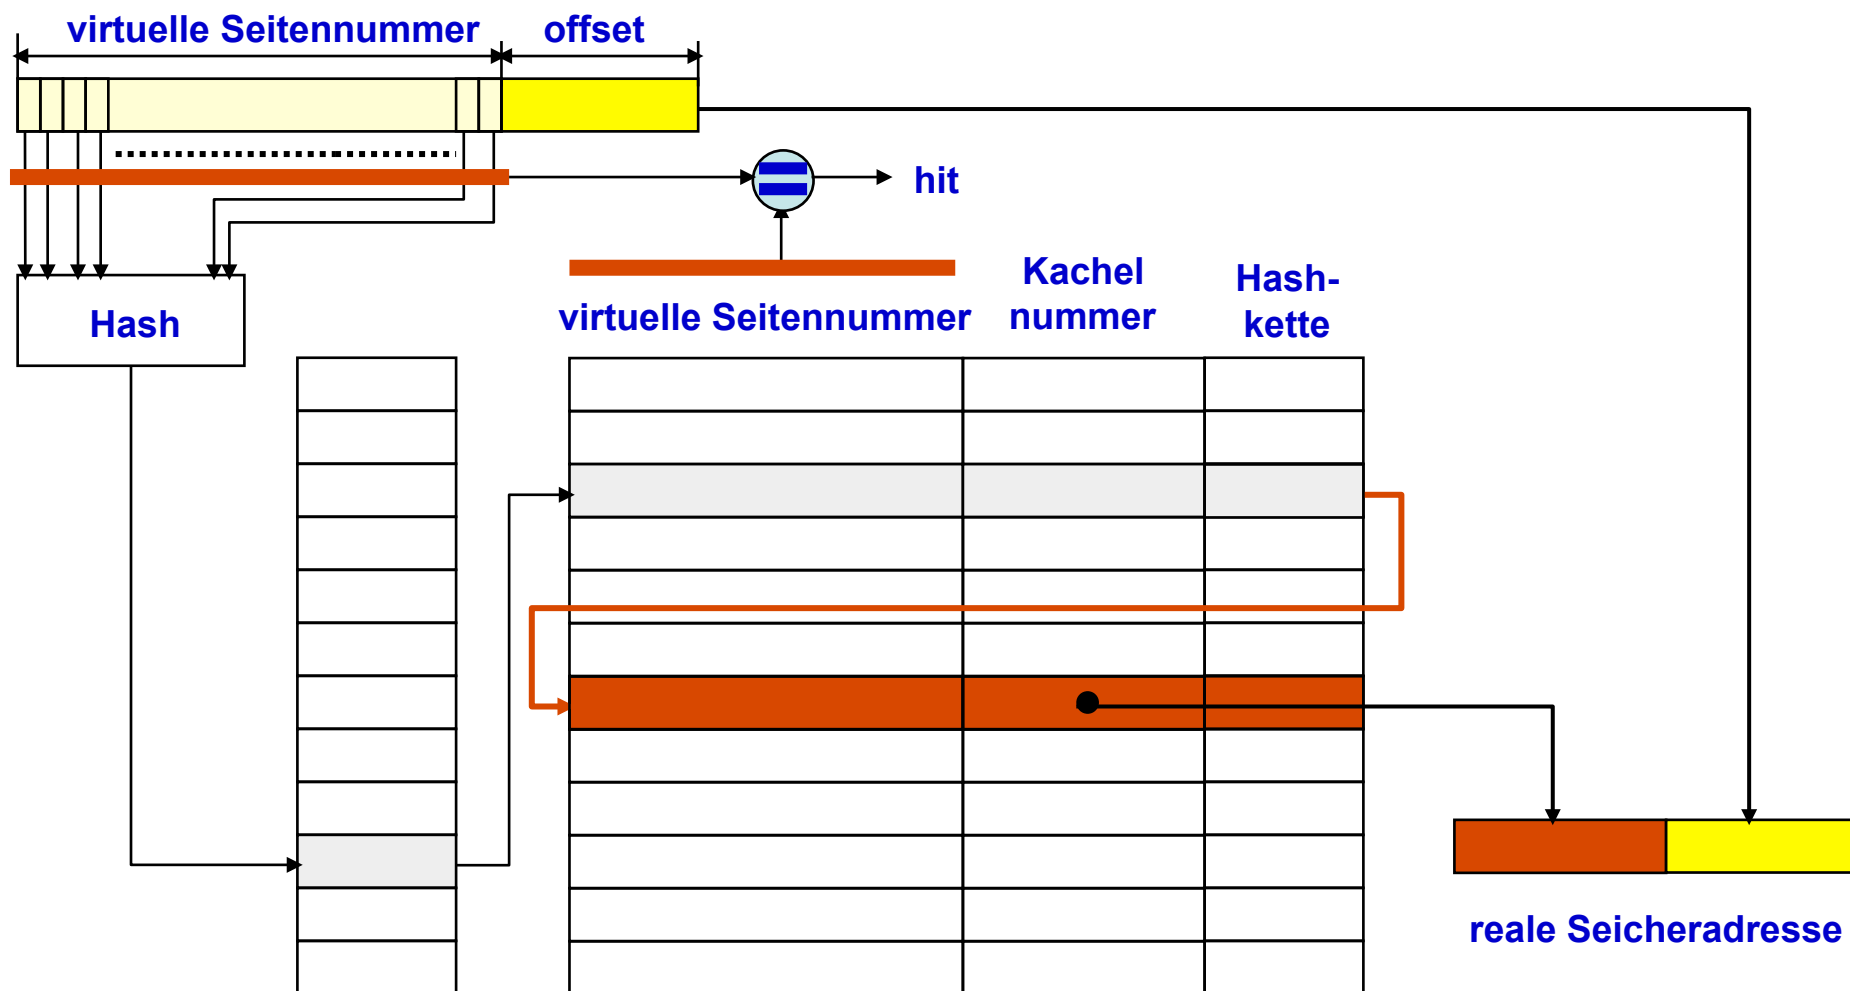 virtuelle Seitennummer offset
hit
Hash
virtuelle Seitennummer
Kachel
nummer
Hash-
kette
reale Seicheradresse